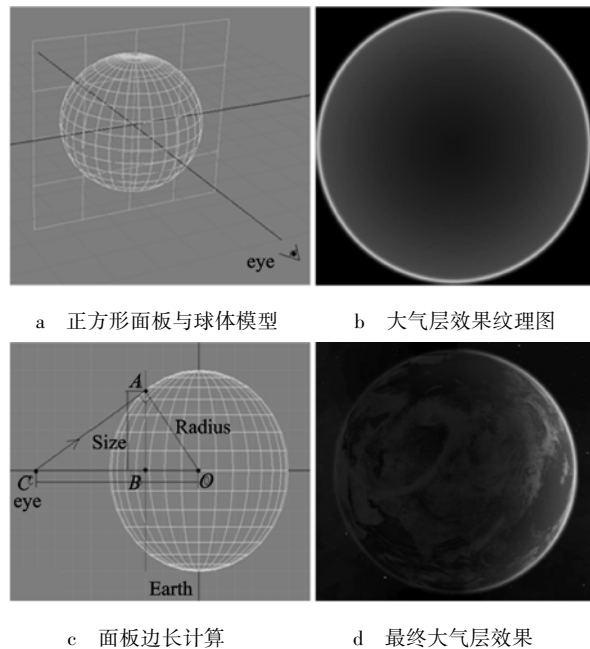 eye
a 正方形面板与球体模型
b 大气层效果纹理图
A
Radius
Size
C
B
O
eye
Earth
c 面板边长计算
d 最终大气层效果